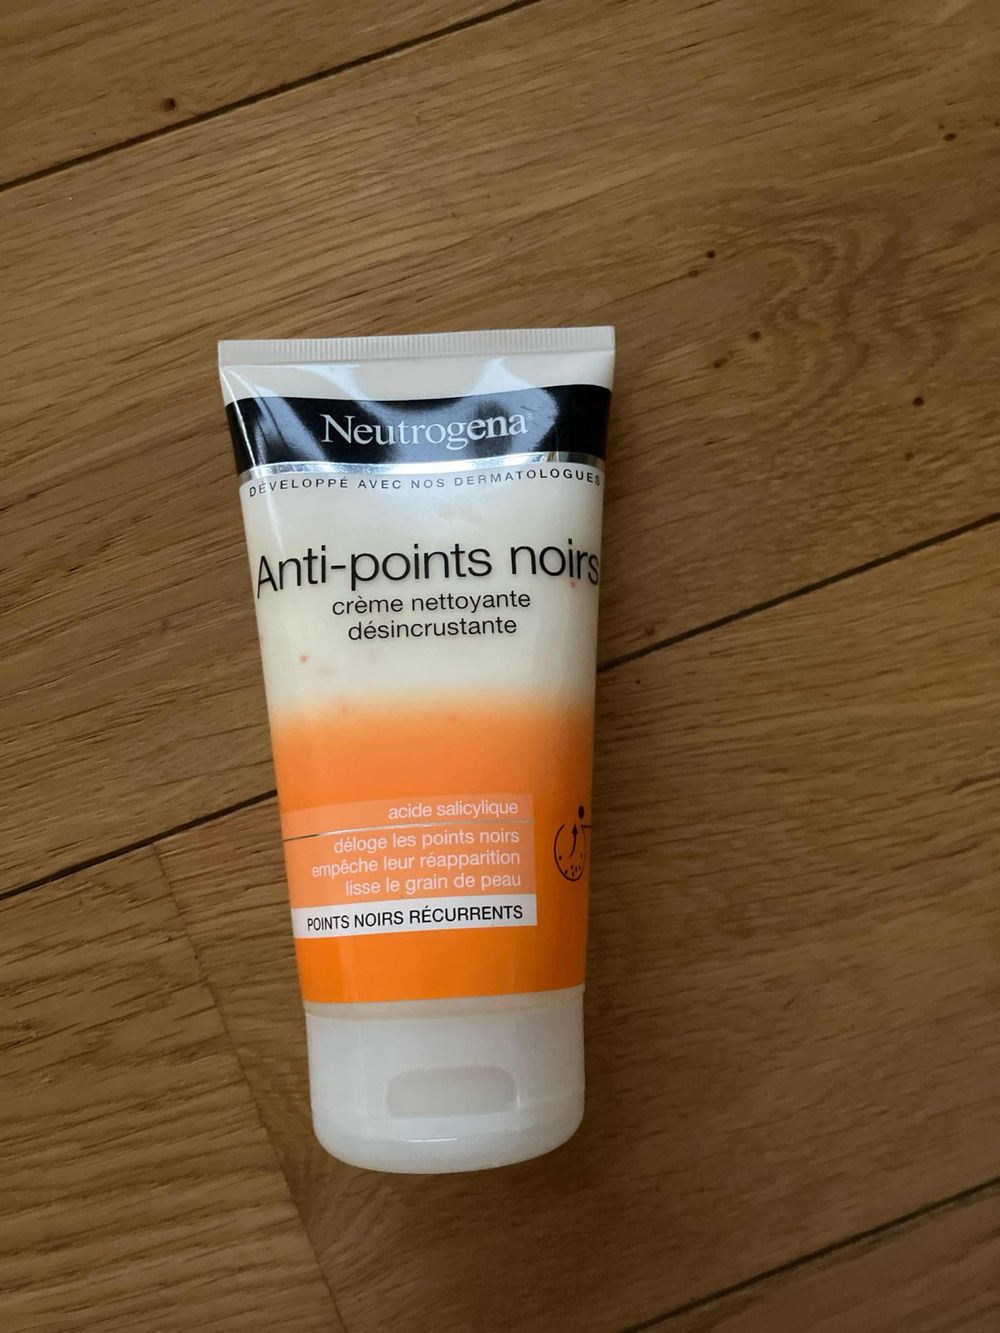 Neutrogena®
DÉVELOPPÉ AVEC NOS DERMATOLOGUES
Anti-points noirs
crème nettoyante
désincrustante
acide salicylique
déloge les points noirs
empêche leur réapparition
lisse le grain de peau
POINTS NOIRS RÉCURRENTS